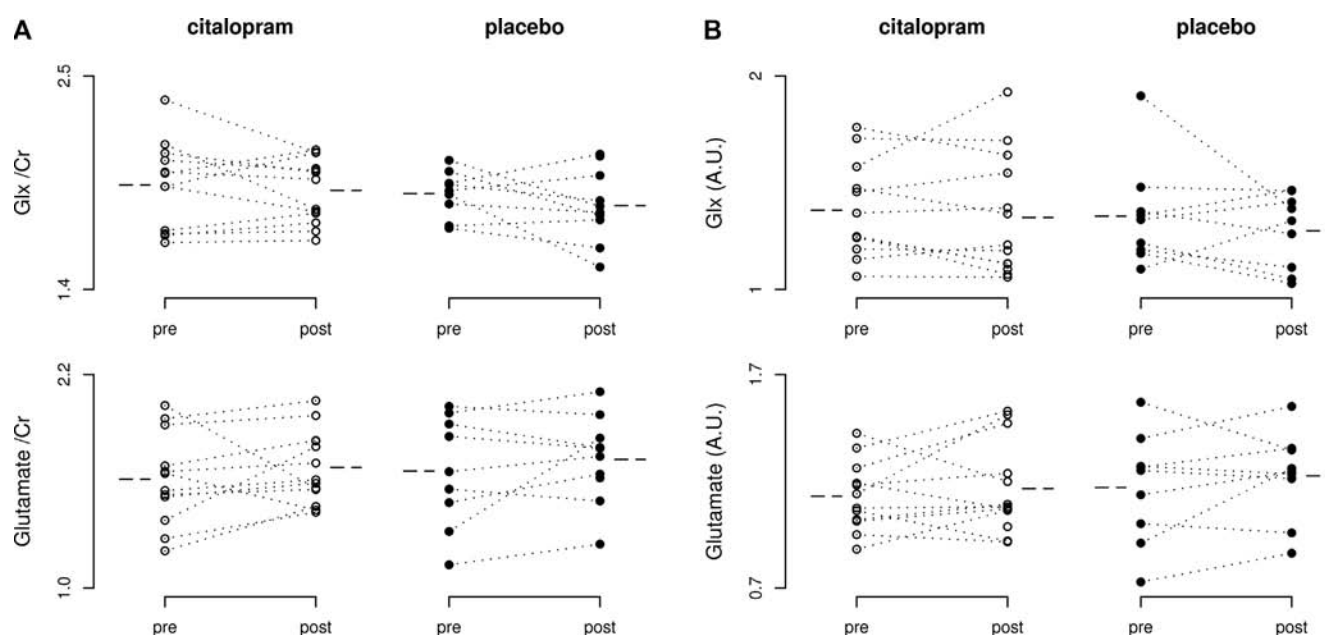 A
citalopram
placebo
Glx /Cr
2.5
1.4
pre
post
pre
post
Glutamate /Cr
2.2
1.0
pre
post
pre
post
B
citalopram
placebo
Glx (A.U.)
2
1
pre
post
pre
post
Glutamate (A.U.)
1.7
0.7
pre
post
pre
post